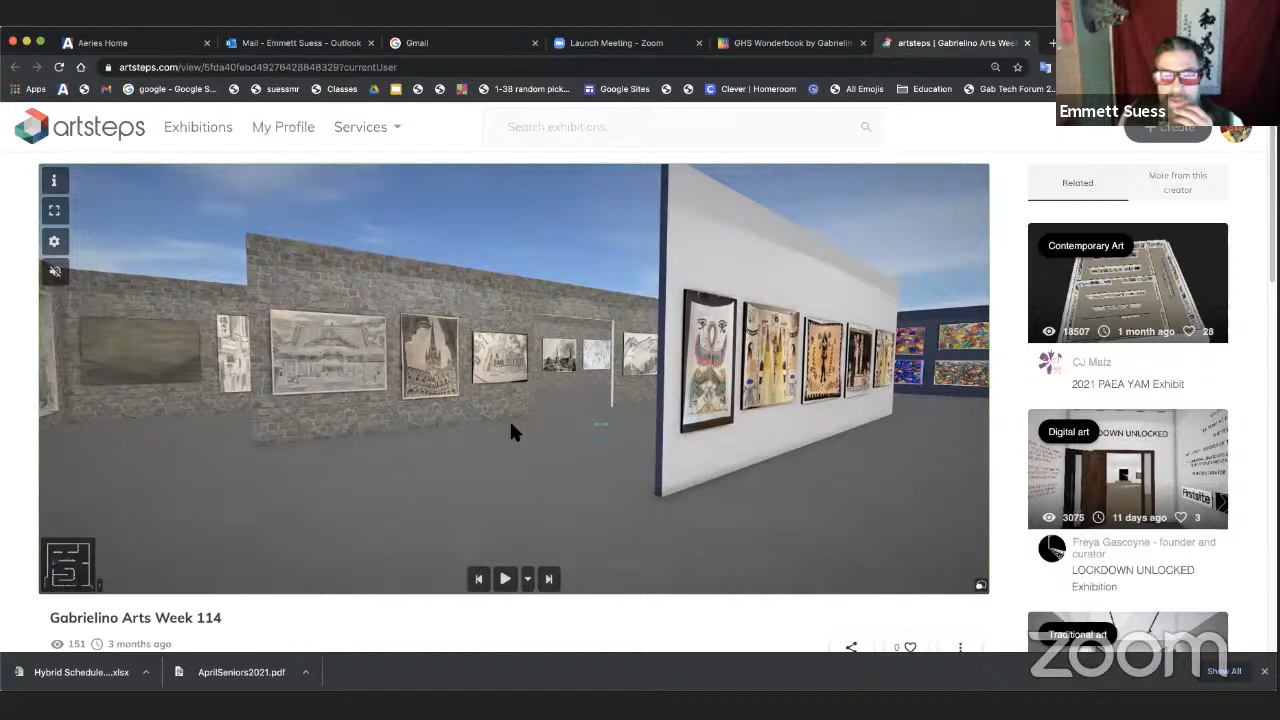 Aeries Home
Mail - Emmett Suess - Outlook
Gmail
Launch Meeting - Zoom
GHS Wonderbook by Gabrielin
artsteps | Gabrielino Arts Wee
artsteps.com/view/5fda40febd49276428848329?currentUser
Apps
google - Google S...
suessmr
Classes
1-38 random pick...
Google Sites
Clever | Homeroom
All Emojis
Education
Gab Tech Forum 2...
Emmett Suess
artsteps
Exhibitions
My Profile
Services
Search exhibitions.
+ Create
Related
More from this
creator
Contemporary Art
18507
1 month ago
28
CJ Matz
2021 PAEA YAM Exhibit
Digital art
DOWN UNLOCKED
Firstsite
3075
11 days ago
3
Freya Gascoyne - founder and
curator
LOCKDOWN UNLOCKED
Exhibition
Traditional art
Gabrielino Arts Week 114
151
3 months ago
0
zoom
Hybrid Schedule....xlsx
AprilSeniors2021.pdf
Show All